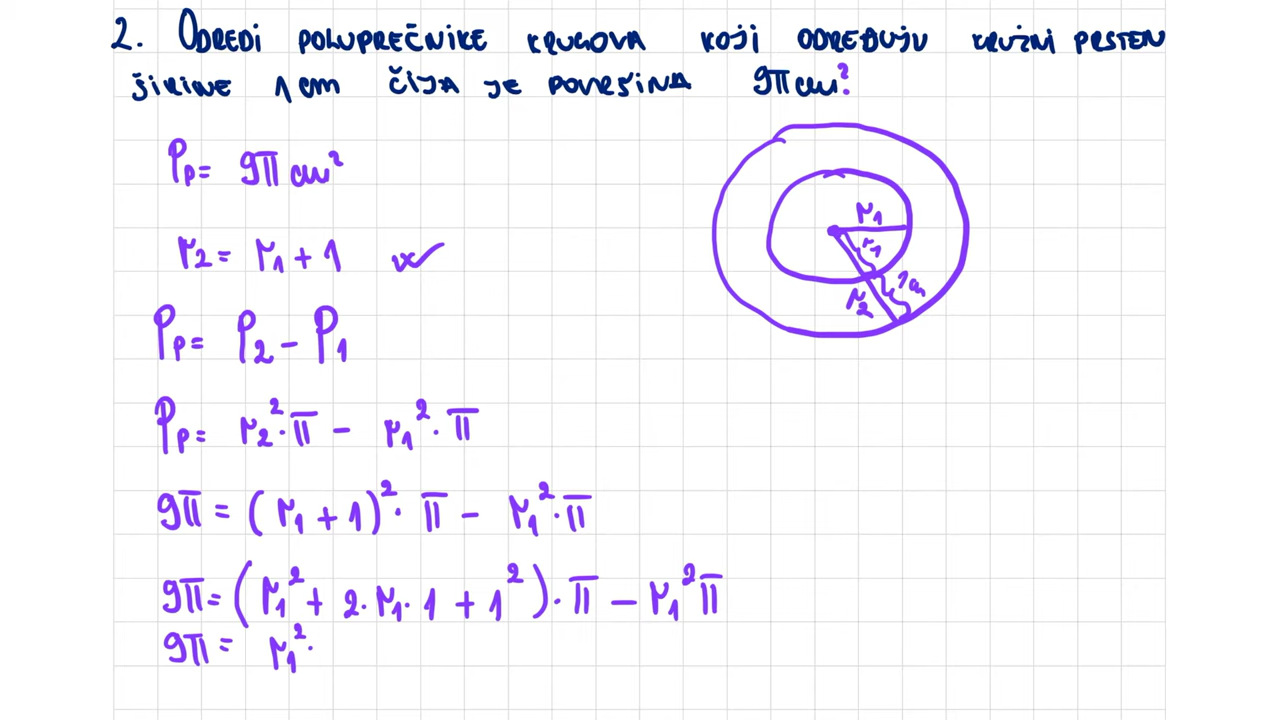 2. ODREDI POLUPREČNIKE KRUGOVA KOJI ODREĐUJU KRUŽNI PRSTEN
ŠIRINE 1cm ČIJA JE POVRŠINA 9π cm²?
Pp= 9π cm²
r₂= r₁+1
Pp= P₂-P₁
Pp= r₂²·π - r₁²·π
9π=(r₁+1)²·π - r₁²·π
9π=(r₁²+2·r₁·1+1²)·π - r₁²π
9π= r₁²·
r₁
r₁
1cm
r₂